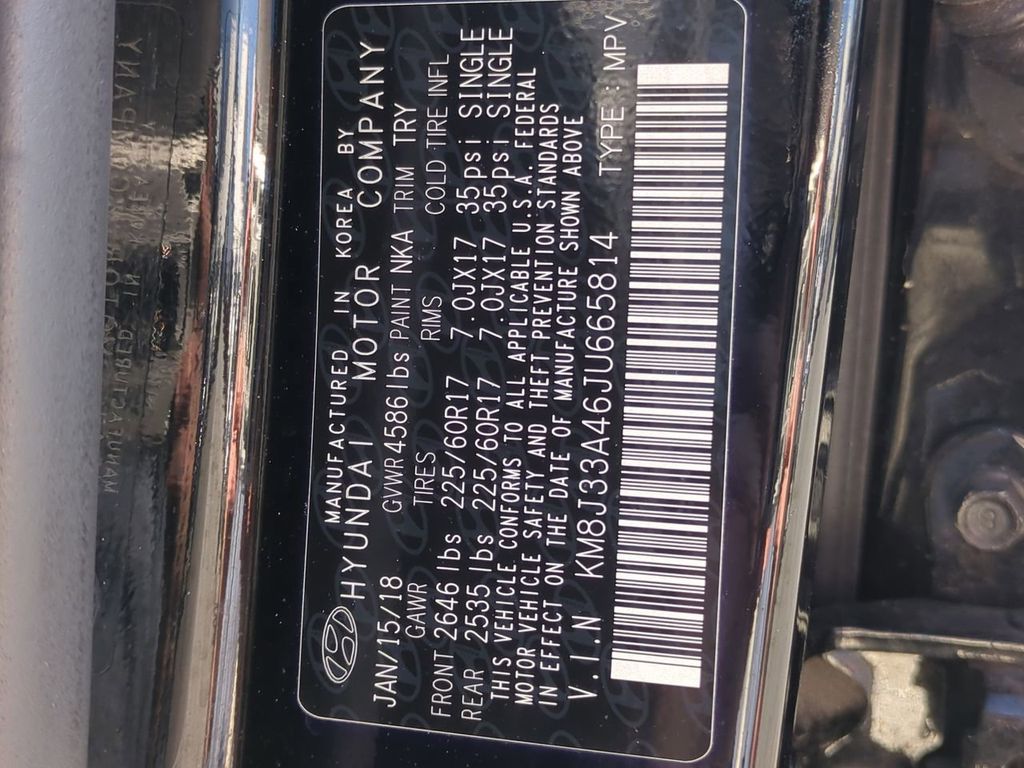 MANUFACTURED IN KOREA BY
HYUNDAI MOTOR COMPANY
JAN/15/18 GVWR4586lbs PAINT NKA TRIM TRY
GAWR TIRES RIMS COLD TIRE INFL
FRONT 2646 lbs 225/60R17 7.0JX17 35psi SINGLE
REAR 2535 lbs 225/60R17 7.0JX17 35psi SINGLE
THIS VEHICLE CONFORMS TO ALL APPLICABLE U.S.A. FEDERAL
MOTOR VEHICLE SAFETY AND THEFT PREVENTION STANDARDS
IN EFFECT ON THE DATE OF MANUFACTURE SHOWN ABOVE
V.I.N KM8J33A46JU665814 TYPE : MPV